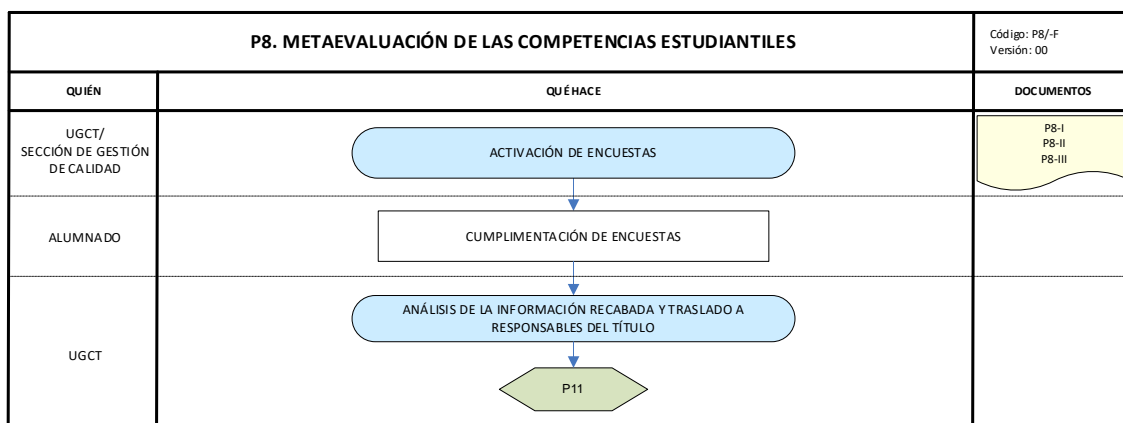 P8. METAEVALUACIÓN DE LAS COMPETENCIAS ESTUDIANTILES
Código: P8/-F
Versión: 00
QUIÉN
QUÉ HACE
DOCUMENTOS
UGCT/
SECCIÓN DE GESTIÓN
DE CALIDAD
ACTIVACIÓN DE ENCUESTAS
P8-I
P8-II
P8-III
ALUMNADO
CUMPLIMENTACIÓN DE ENCUESTAS
UGCT
ANÁLISIS DE LA INFORMACIÓN RECABADA Y TRASLADO A
RESPONSABLES DEL TÍTULO
P11